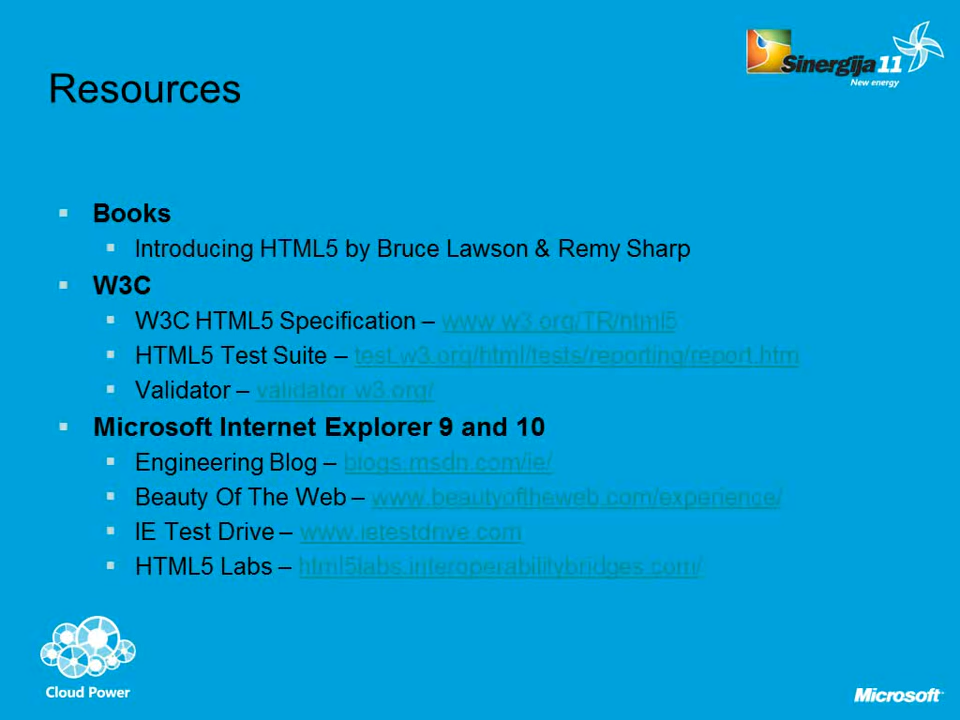 Sinergija 11
New energy
Resources
Books
Introducing HTML5 by Bruce Lawson & Remy Sharp
W3C
W3C HTML5 Specification – www.w3.org/TR/html5
HTML5 Test Suite – test.w3.org/html/tests/reporting/report.htm
Validator – validator.w3.org/
Microsoft Internet Explorer 9 and 10
Engineering Blog – blogs.msdn.com/ie/
Beauty Of The Web – www.beautyoftheweb.com/experience/
IE Test Drive – www.ietestdrive.com
HTML5 Labs – html5labs.interoperabilitybridges.com/
Cloud Power
Microsoft